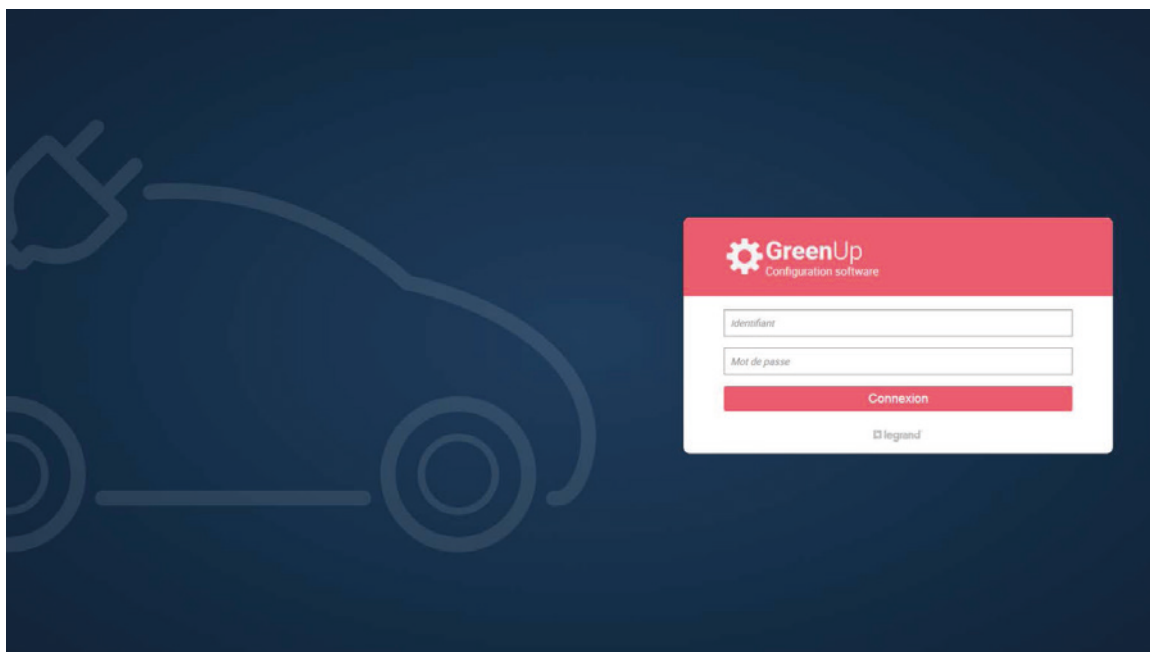 GreenUp
Configuration software
Identifiant
Mot de passe
Connexion
legrand